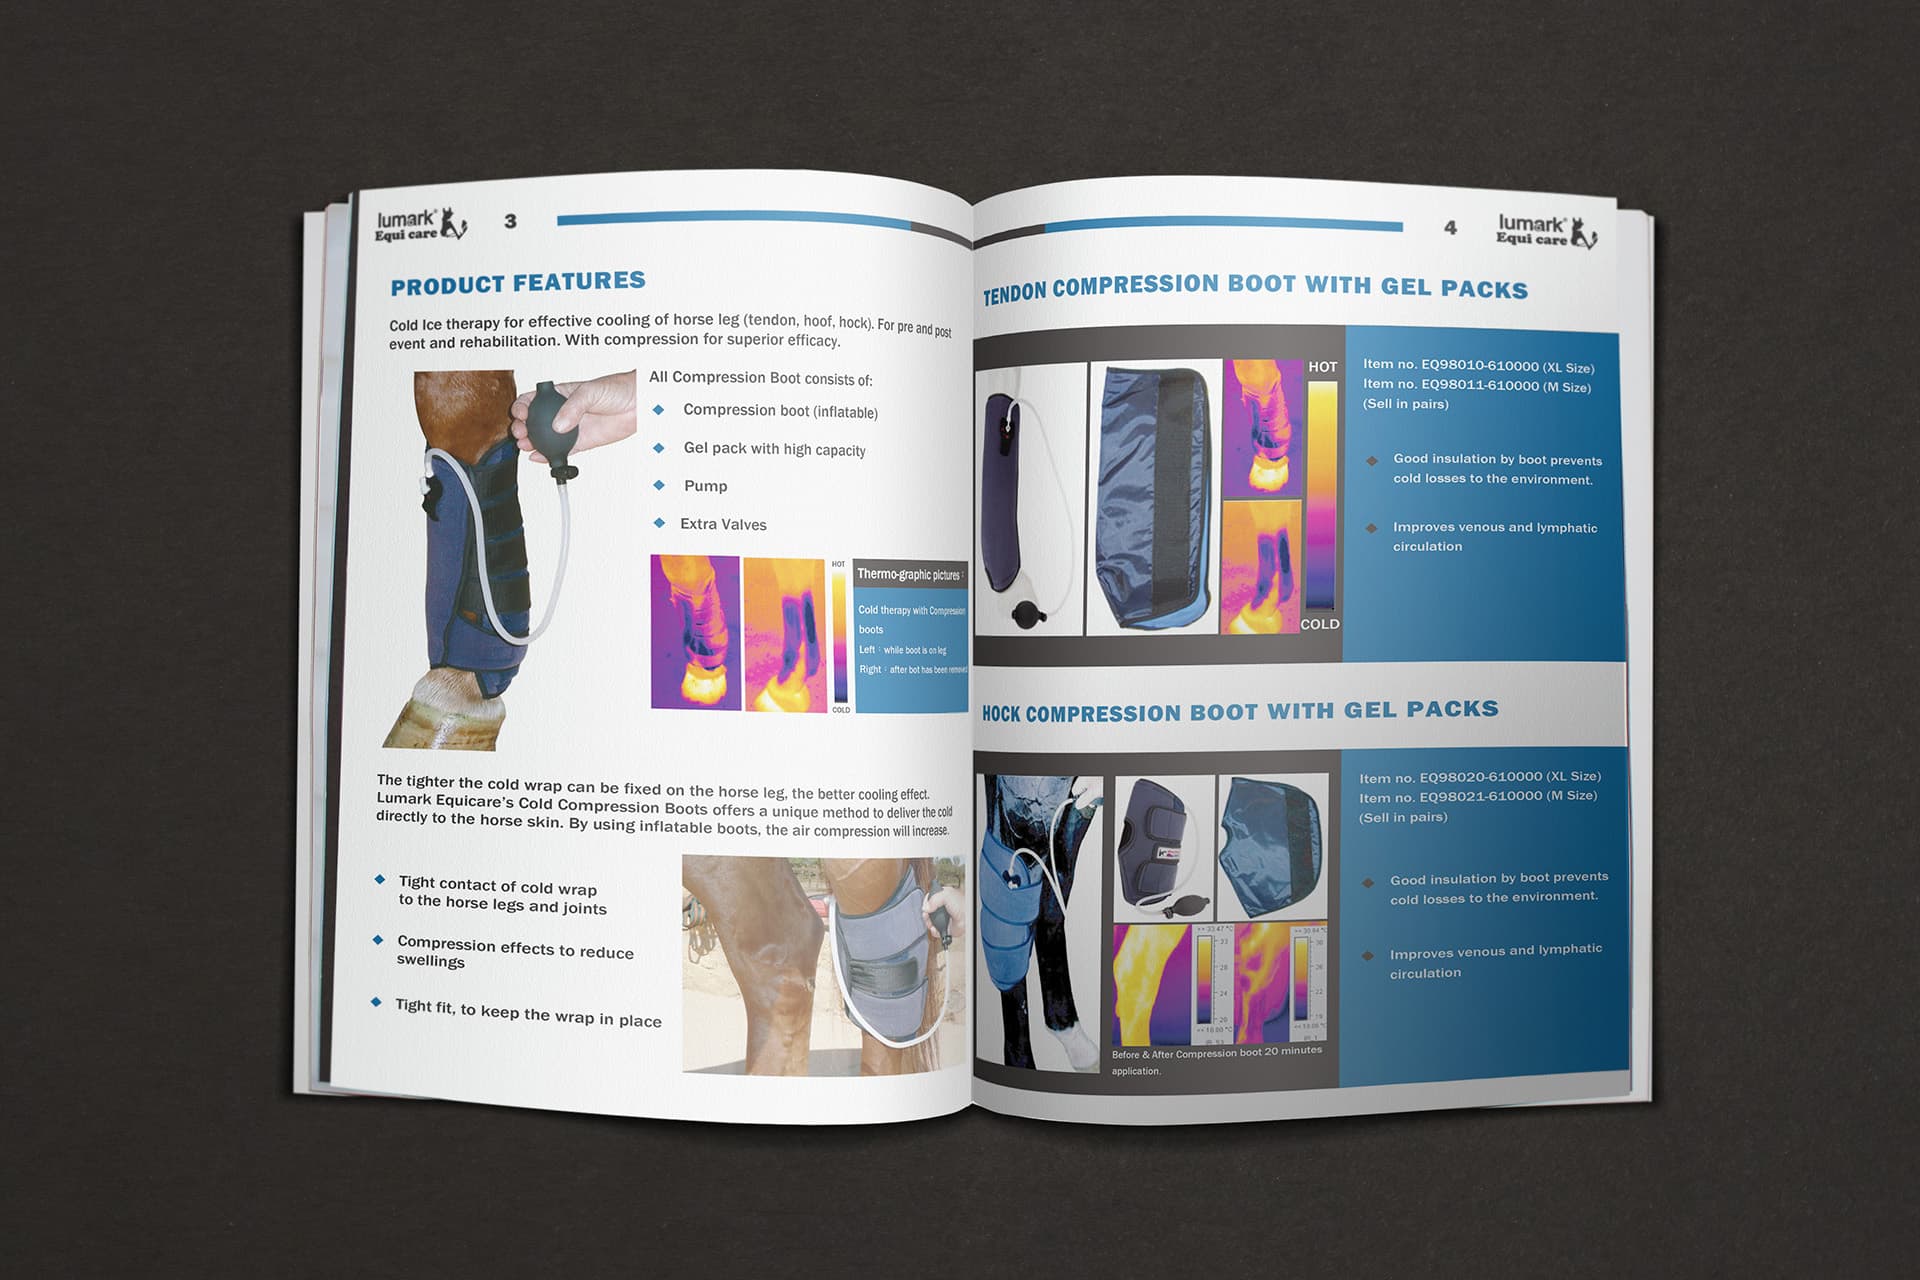 lumark®
Equi care
3
PRODUCT FEATURES
Cold Ice therapy for effective cooling of horse leg (tendon, hoof, hock). For pre and post
event and rehabilitation. With compression for superior efficacy.
All Compression Boot consists of:
Compression boot (inflatable)
Gel pack with high capacity
Pump
Extra Valves
HOT
COLD
Thermo-graphic pictures :
Cold therapy with Compression
boots
Left : while boot is on leg
Right : after bot has been removed
The tighter the cold wrap can be fixed on the horse leg, the better cooling effect.
Lumark Equicare's Cold Compression Boots offers a unique method to deliver the cold
directly to the horse skin. By using inflatable boots, the air compression will increase.
Tight contact of cold wrap
to the horse legs and joints
Compression effects to reduce
swellings
Tight fit, to keep the wrap in place
4
lumark®
Equi care
TENDON COMPRESSION BOOT WITH GEL PACKS
HOT
COLD
Item no. EQ98010-610000 (XL Size)
Item no. EQ98011-610000 (M Size)
(Sell in pairs)
Good insulation by boot prevents
cold losses to the environment.
Improves venous and lymphatic
circulation
HOCK COMPRESSION BOOT WITH GEL PACKS
33
28
24
20
26
22
19
Before & After Compression boot 20 minutes
application.
Item no. EQ98020-610000 (XL Size)
Item no. EQ98021-610000 (M Size)
(Sell in pairs)
Good insulation by boot prevents
cold losses to the environment.
Improves venous and lymphatic
circulation